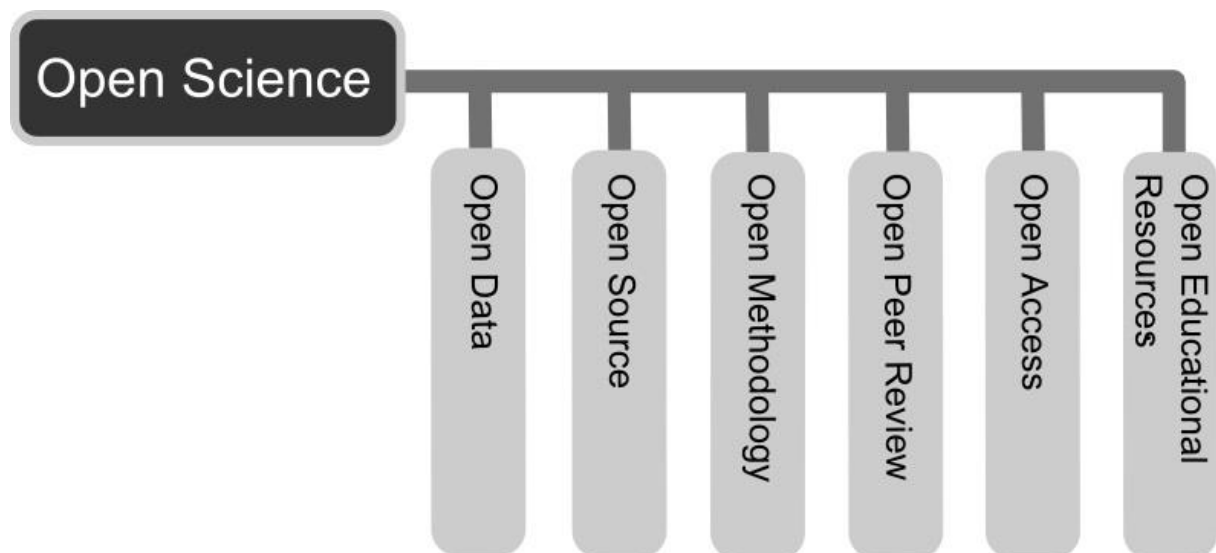 Open Science
Open Data
Open Source
Open Methodology
Open Peer Review
Open Access
Open Educational
Resources